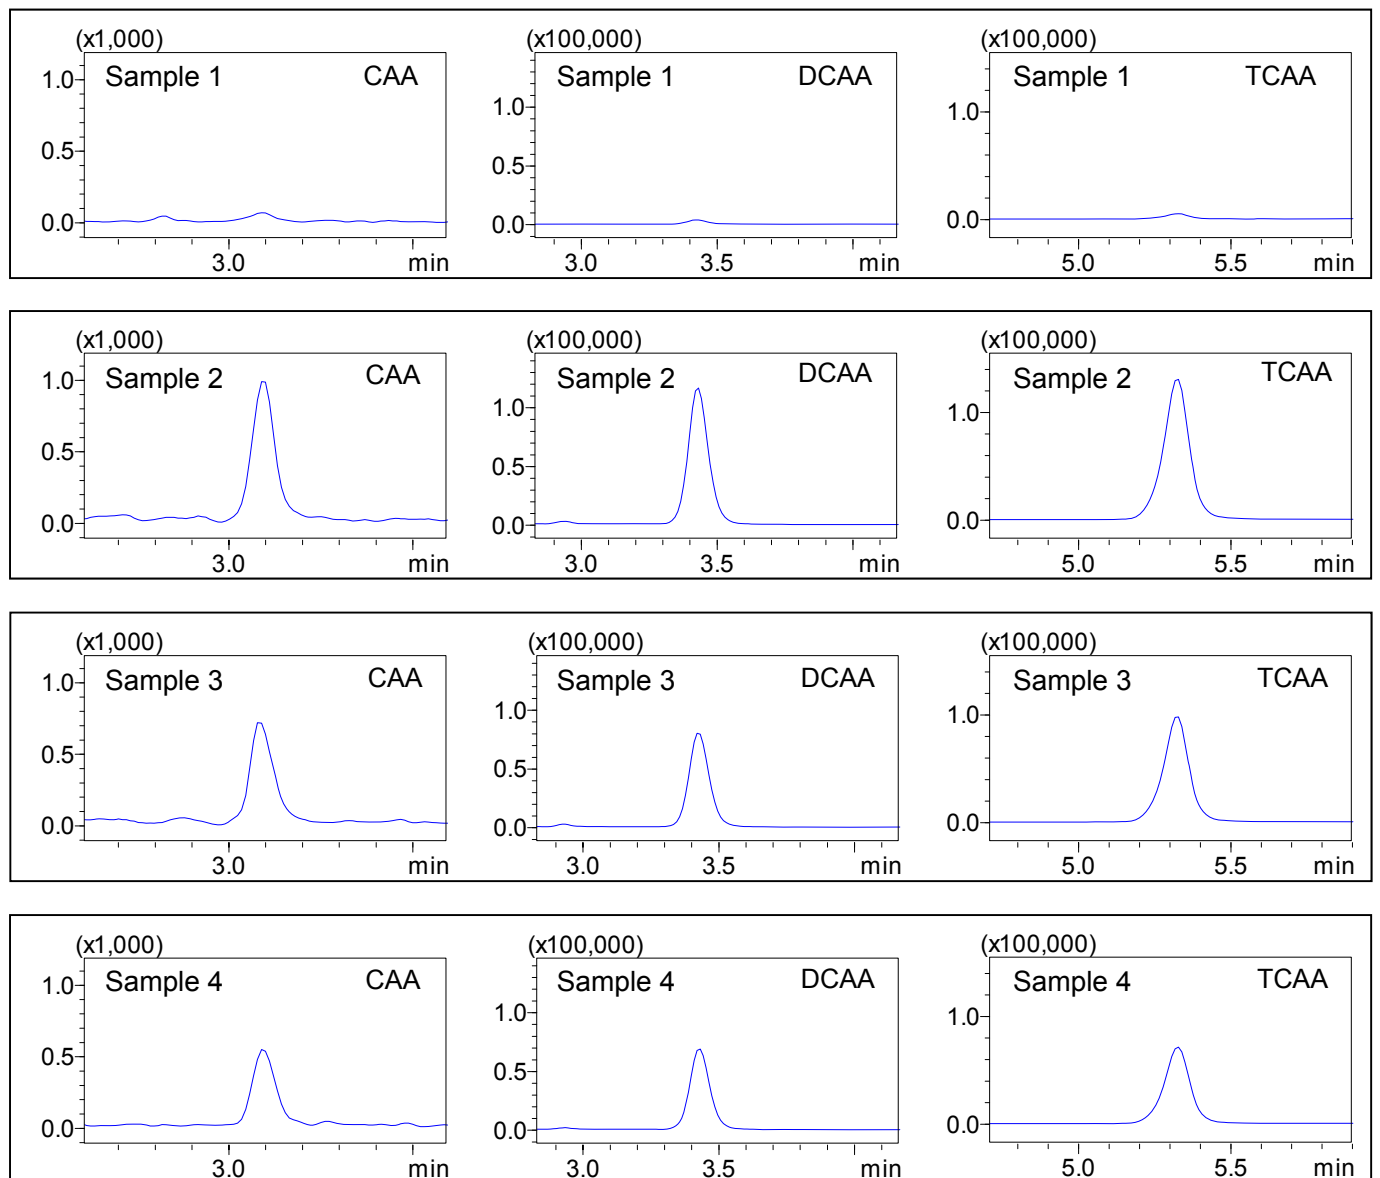 (x1,000) (x100,000) (x100,000)
Sample 1 CAA Sample 1 DCAA Sample 1 TCAA
1.0 1.0 1.0
0.5 0.5
0.0 0.0 0.0
3.0 min 3.0 3.5 min 5.0 5.5 min
(x1,000) (x100,000) (x100,000)
Sample 2 CAA Sample 2 DCAA Sample 2 TCAA
1.0 1.0 1.0
0.5 0.5
0.0 0.0 0.0
3.0 min 3.0 3.5 min 5.0 5.5 min
(x1,000) (x100,000) (x100,000)
Sample 3 CAA Sample 3 DCAA Sample 3 TCAA
1.0 1.0 1.0
0.5 0.5
0.0 0.0 0.0
3.0 min 3.0 3.5 min 5.0 5.5 min
(x1,000) (x100,000) (x100,000)
Sample 4 CAA Sample 4 DCAA Sample 4 TCAA
1.0 1.0 1.0
0.5 0.5
0.0 0.0 0.0
3.0 min 3.0 3.5 min 5.0 5.5 min